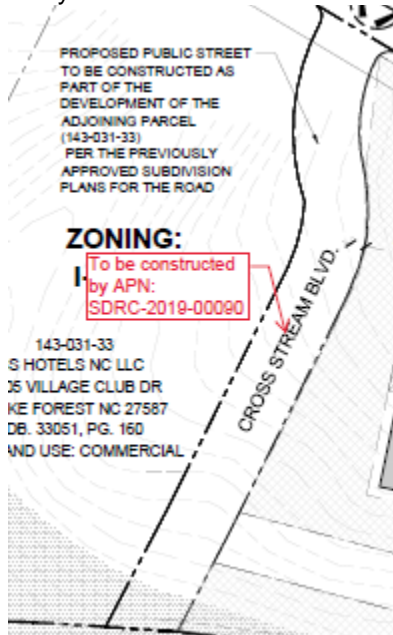 PROPOSED PUBLIC STREET
TO BE CONSTRUCTED AS
PART OF THE
DEVELOPMENT OF THE
ADJOINING PARCEL
(143-031-33)
PER THE PREVIOUSLY
APPROVED SUBDIVISION
PLANS FOR THE ROAD
ZONING:
I-
To be constructed
by APN:
SDRC-2019-00090
CROSS STREAM BLVD.
143-031-33
S HOTELS NC LLC
05 VILLAGE CLUB DR
KE FOREST NC 27587
DB. 33051, PG. 160
AND USE: COMMERCIAL